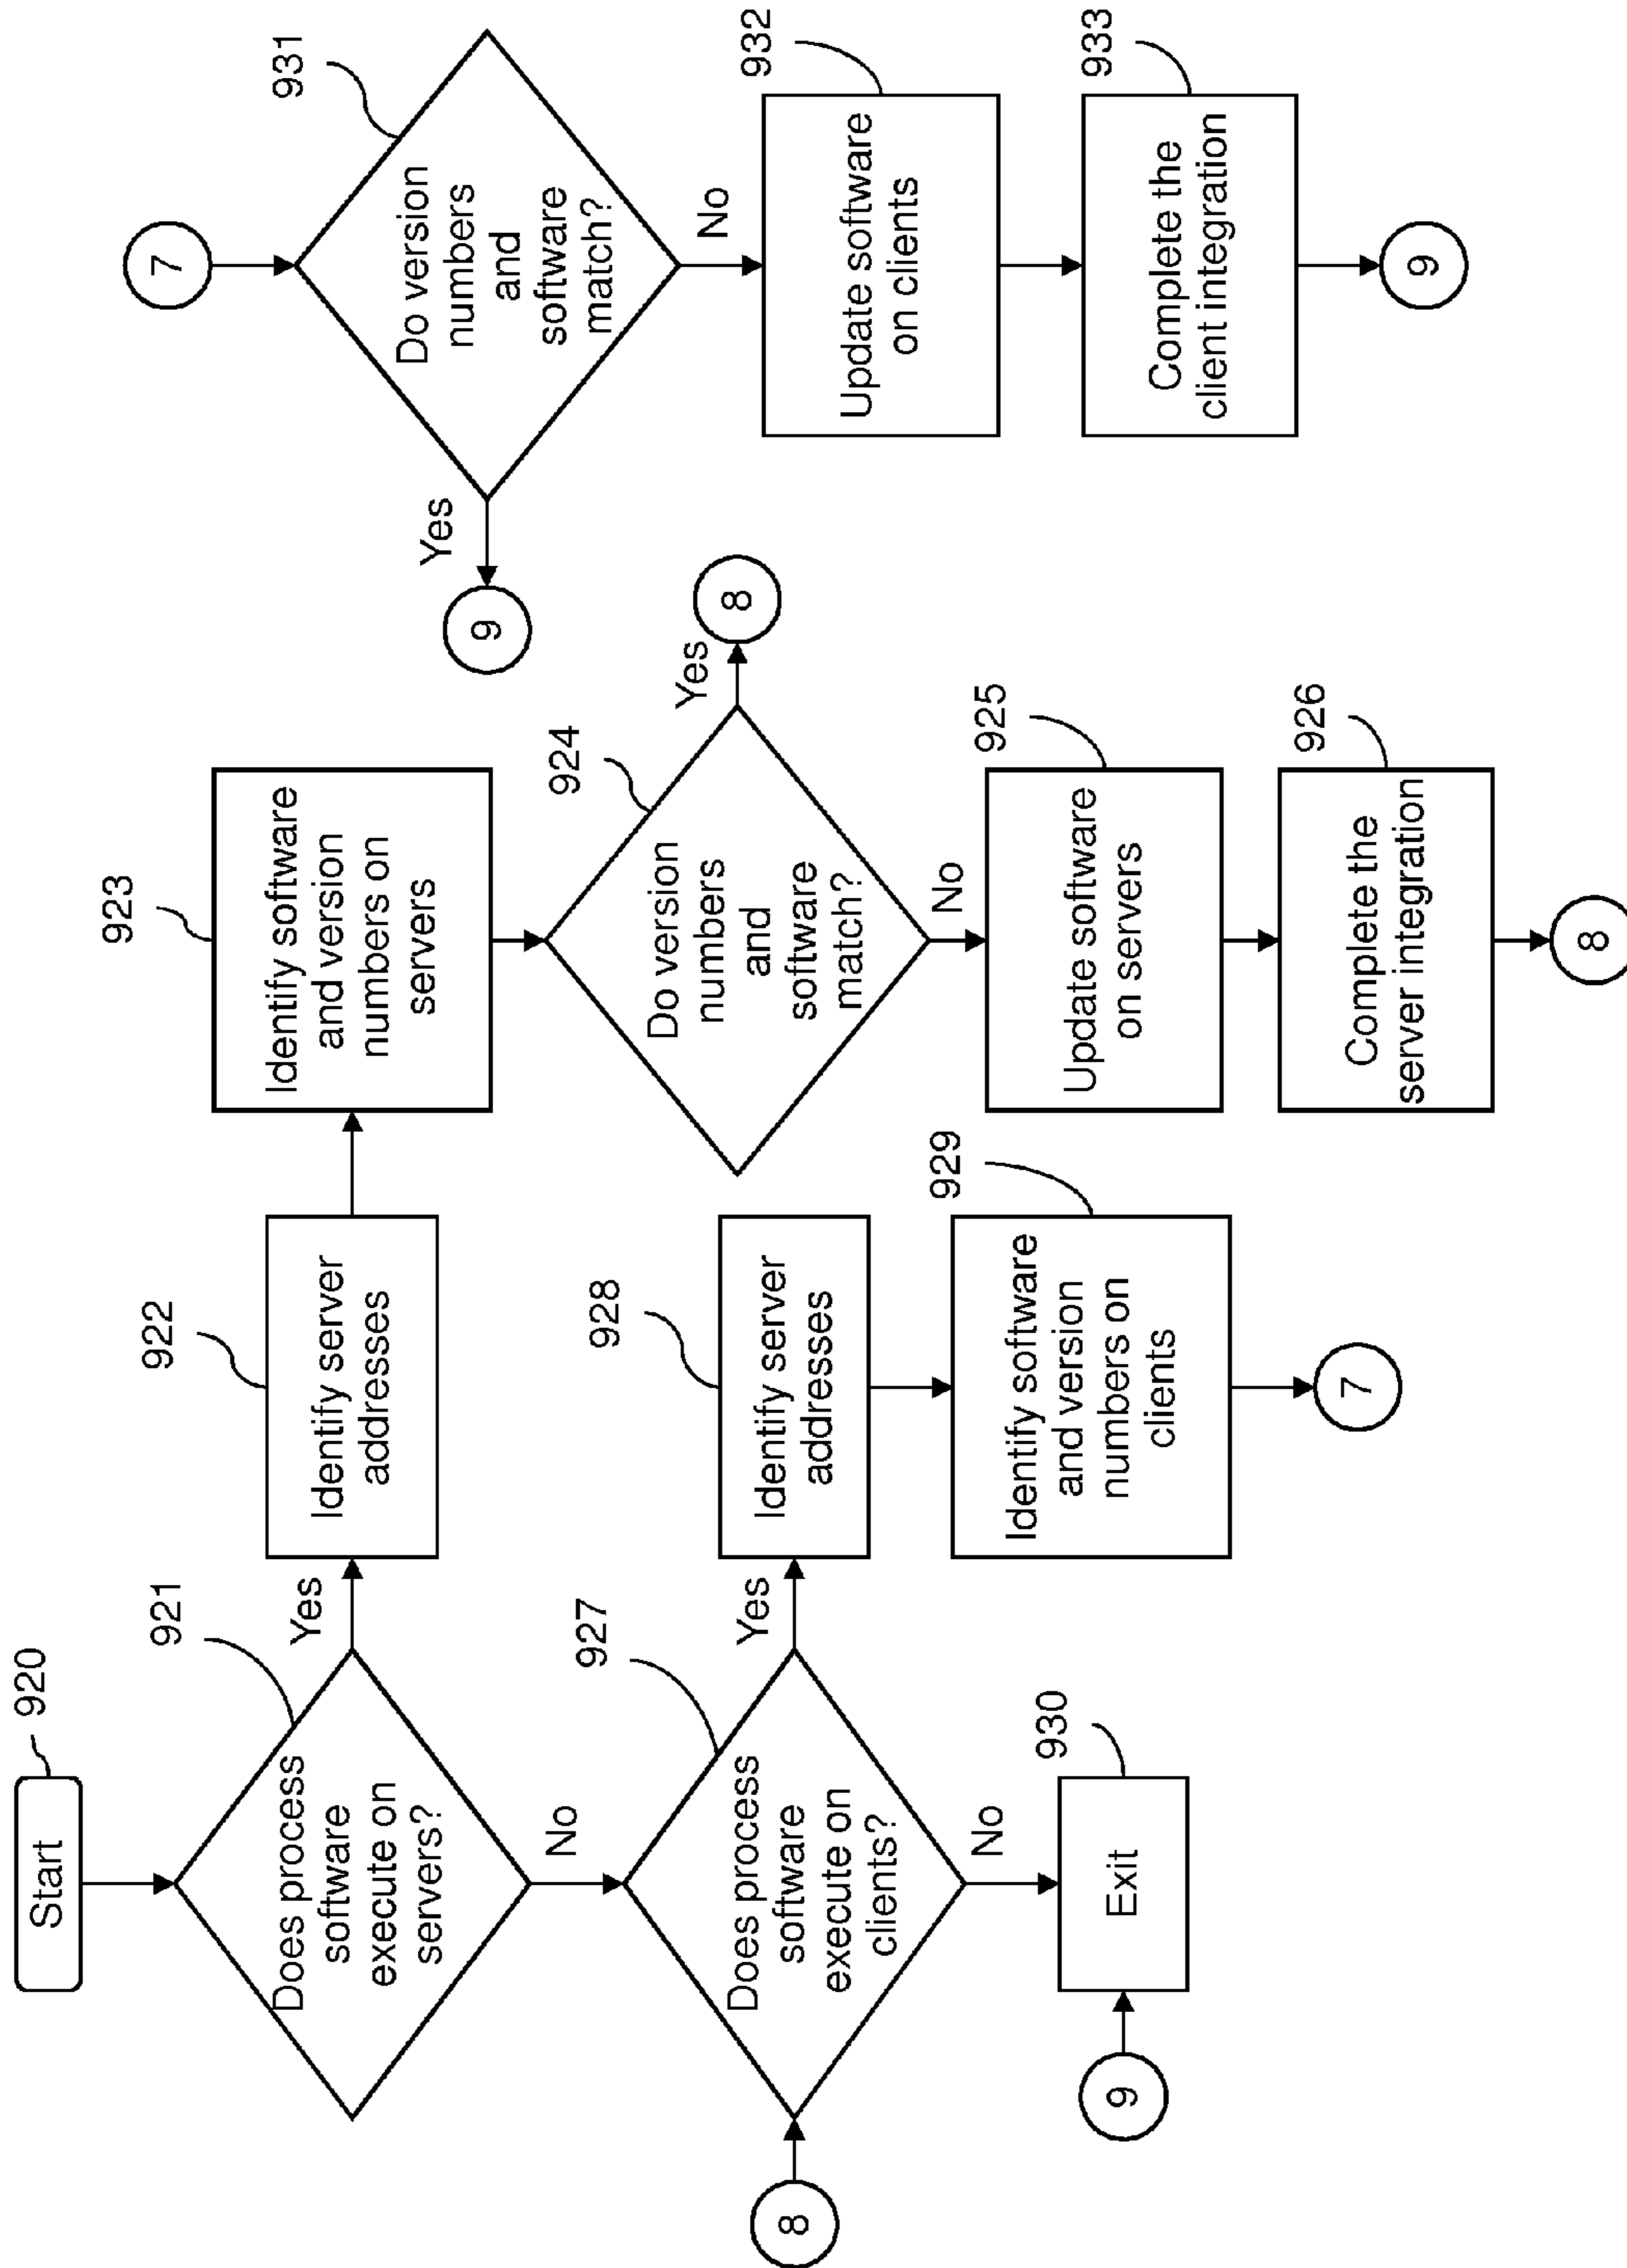 Start
920
Does process
software
execute on
servers?
921
Yes
No
Identify server
addresses
922
Identify software
and version
numbers on
servers
923
Do version
numbers
and
software
match?
924
Yes
8
No
Update software
on servers
925
Complete the
server integration
926
8
8
Does process
software
execute on
clients?
927
Yes
No
Identify server
addresses
928
Identify software
and version
numbers on
clients
929
7
9
Exit
930
7
Do version
numbers
and
software
match?
931
Yes
9
No
Update software
on clients
932
Complete the
client integration
933
9